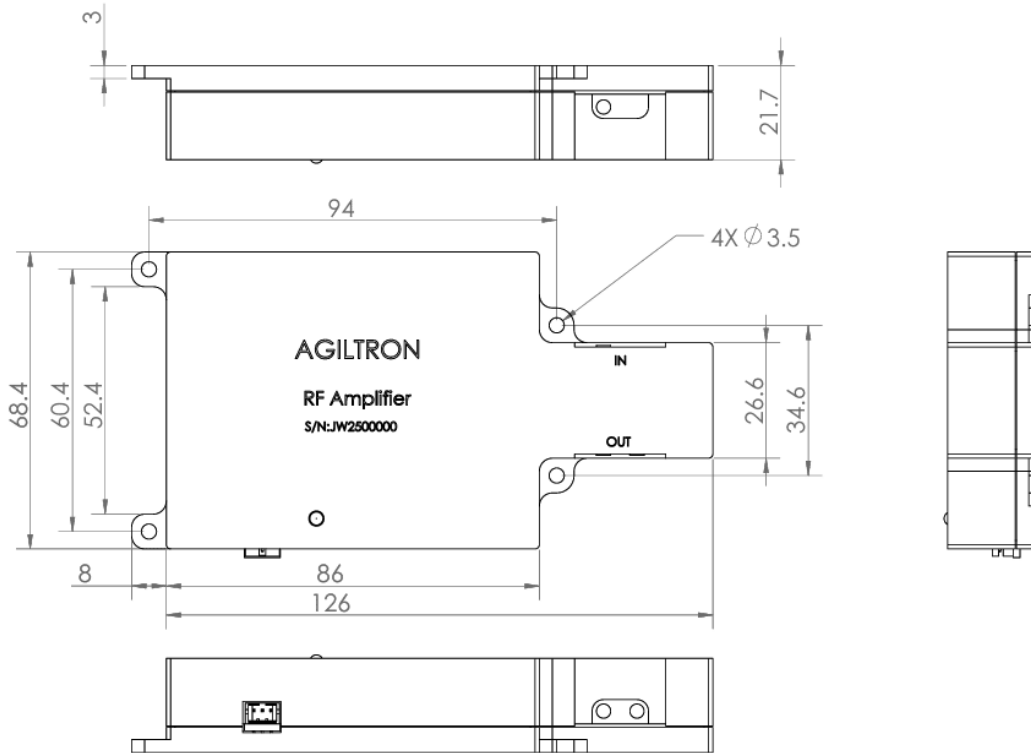 3
21.7
94
4X Ø 3.5
AGILTRON
RF Amplifier
S/N:JW2500000
IN
OUT
68.4
60.4
52.4
26.6
34.6
8
86
126